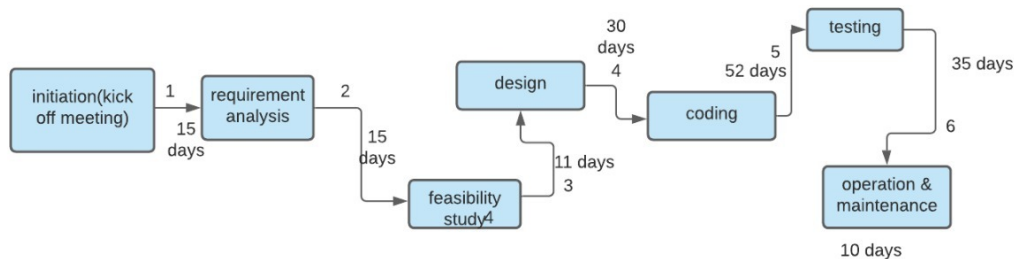 initiation(kick
off meeting)
1
15
days
requirement
analysis
2
15
days
feasibility
study4
11 days
3
design
30
days
4
coding
5
52 days
testing
35 days
6
operation &
maintenance
10 days